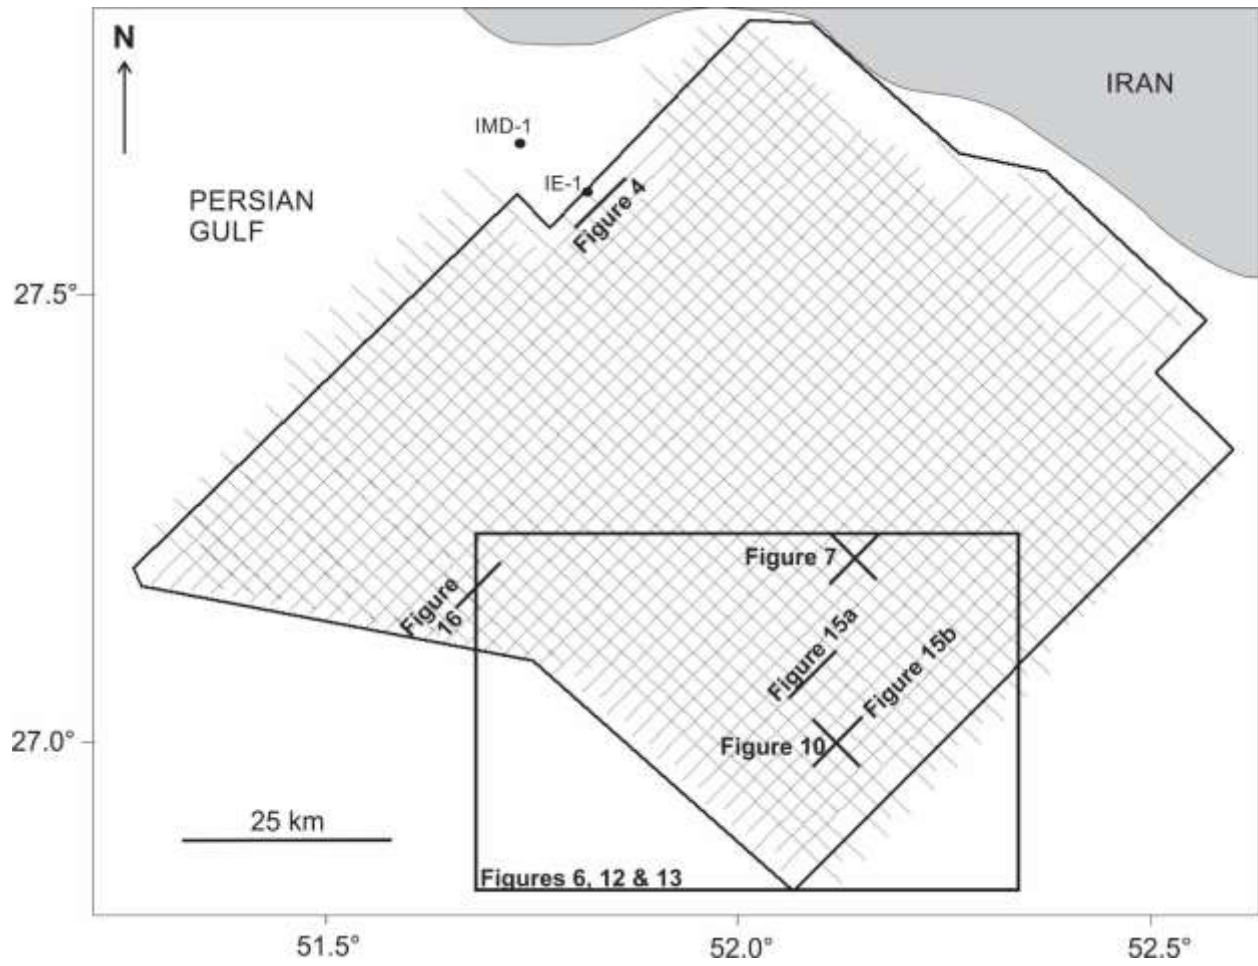 N
IRAN
IMD-1
IE-1
PERSIAN
GULF
Figure 4
27.5°
Figure 7
Figure
16
Figure 15a
Figure 15b
27.0°
Figure 10
25 km
Figures 6, 12 & 13
51.5°
52.0°
52.5°